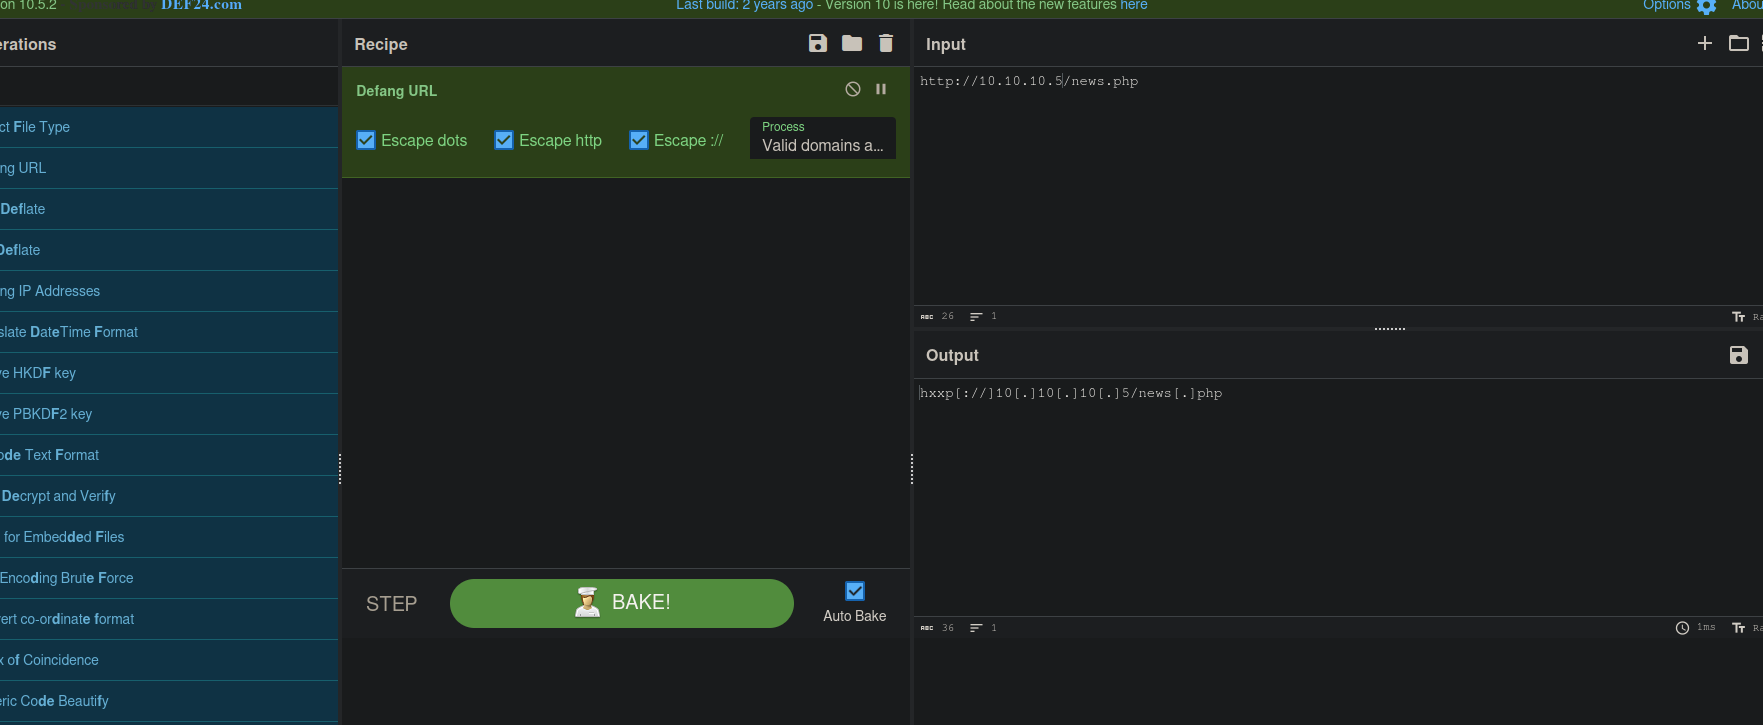 on 10.5.2
DEF24.com
Last build: 2 years ago - Version 10 is here! Read about the new features here
Options
Abou
erations
ct File Type
ng URL
Deflate
Deflate
ng IP Addresses
slate DateTime Format
ve HKDF key
ve PBKDF2 key
ode Text Format
Decrypt and Verify
for Embedded Files
Encoding Brute Force
ert co-ordinate format
x of Coincidence
eric Code Beautify
Recipe
Defang URL
Escape dots
Escape http
Escape ://
Process
Valid domains a...
STEP
BAKE!
Auto Bake
Input
http://10.10.10.5/news.php
ABC 26
1
Tт Ra
Output
hxxp[://]10[.]10[.]10[.]5/news[.]php
ABC 36
1
1ms
Tт Ra